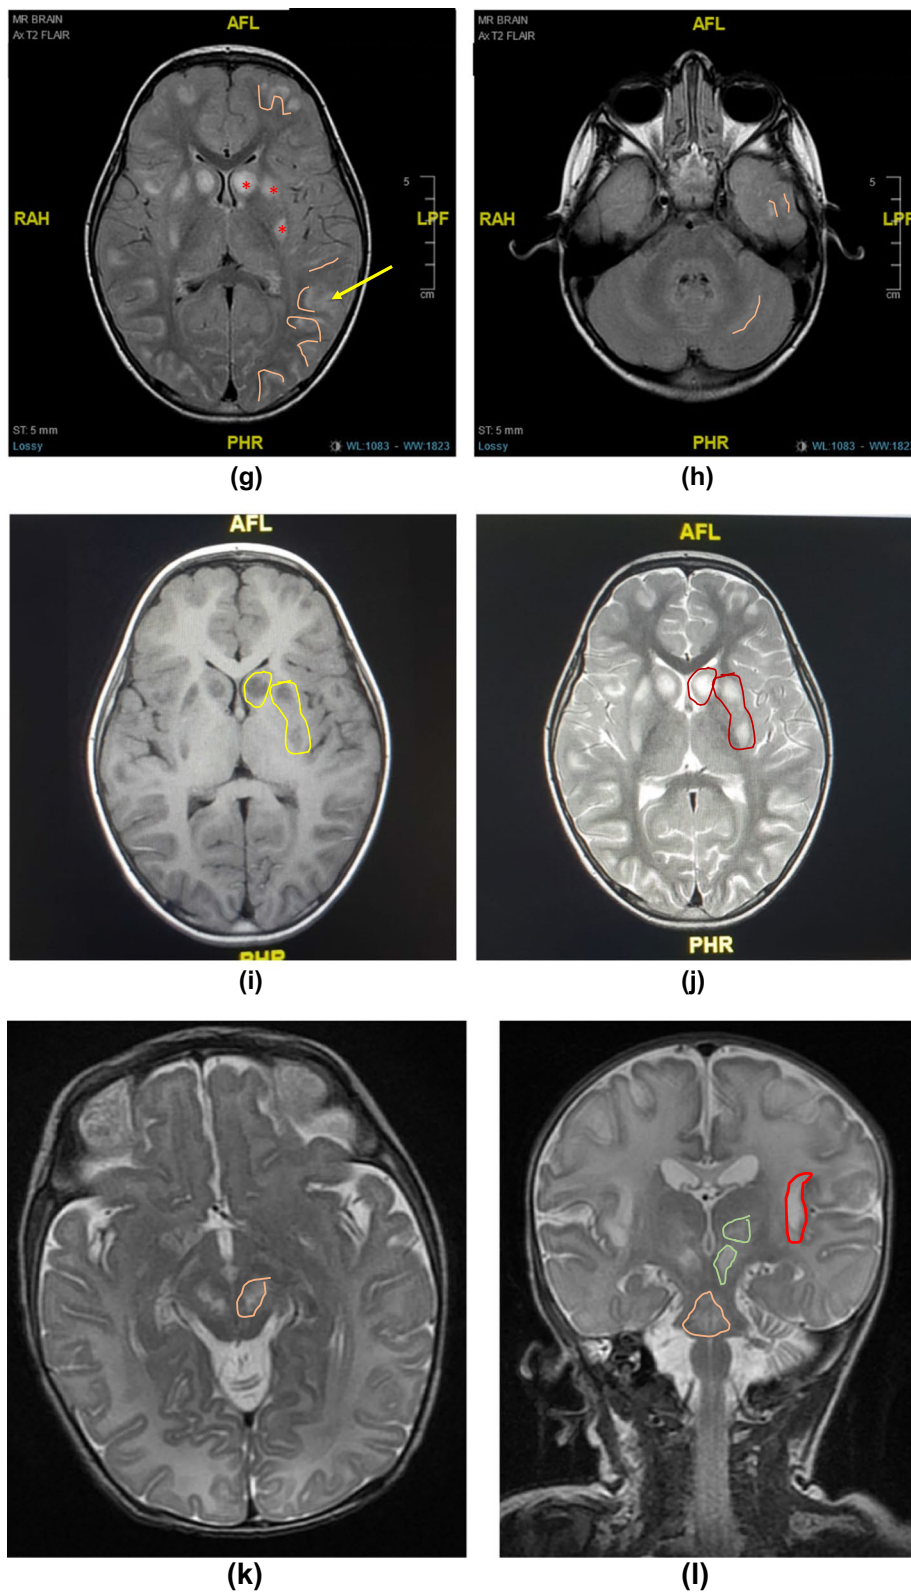 MR BRAIN
Ax T2 FLAIR
AFL
RAH
5
LPF
cm
ST: 5 mm
Lossy
PHR
WL:1083 - WW:1823
(g)
MR BRAIN
Ax T2 FLAIR
AFL
RAH
5
LPF
cm
ST: 5 mm
Lossy
PHR
WL:1083 - WW:182
(h)
AFL
PHR
(i)
AFL
PHR
(j)
(k)
(l)